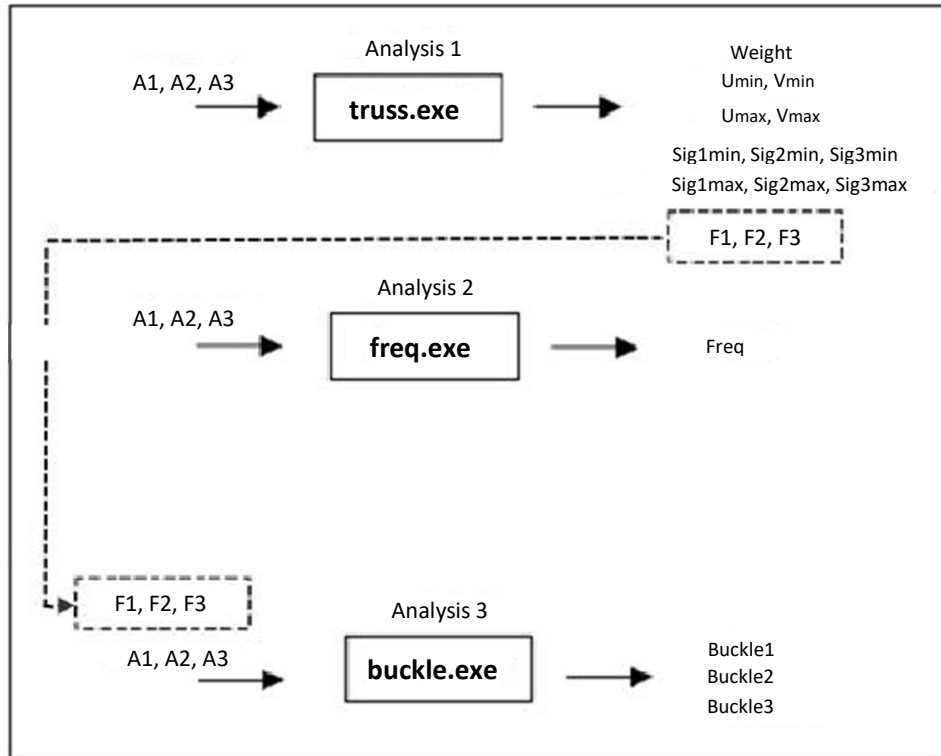 Analysis 1
Weight
A1, A2, A3
Umin, Vmin
truss.exe
Umax, Vmax
Sig1min, Sig2min, Sig3min
Sig1max, Sig2max, Sig3max
F1, F2, F3
Analysis 2
A1, A2, A3
freq.exe
Freq
F1, F2, F3
Analysis 3
A1, A2, A3
buckle.exe
Buckle1
Buckle2
Buckle3